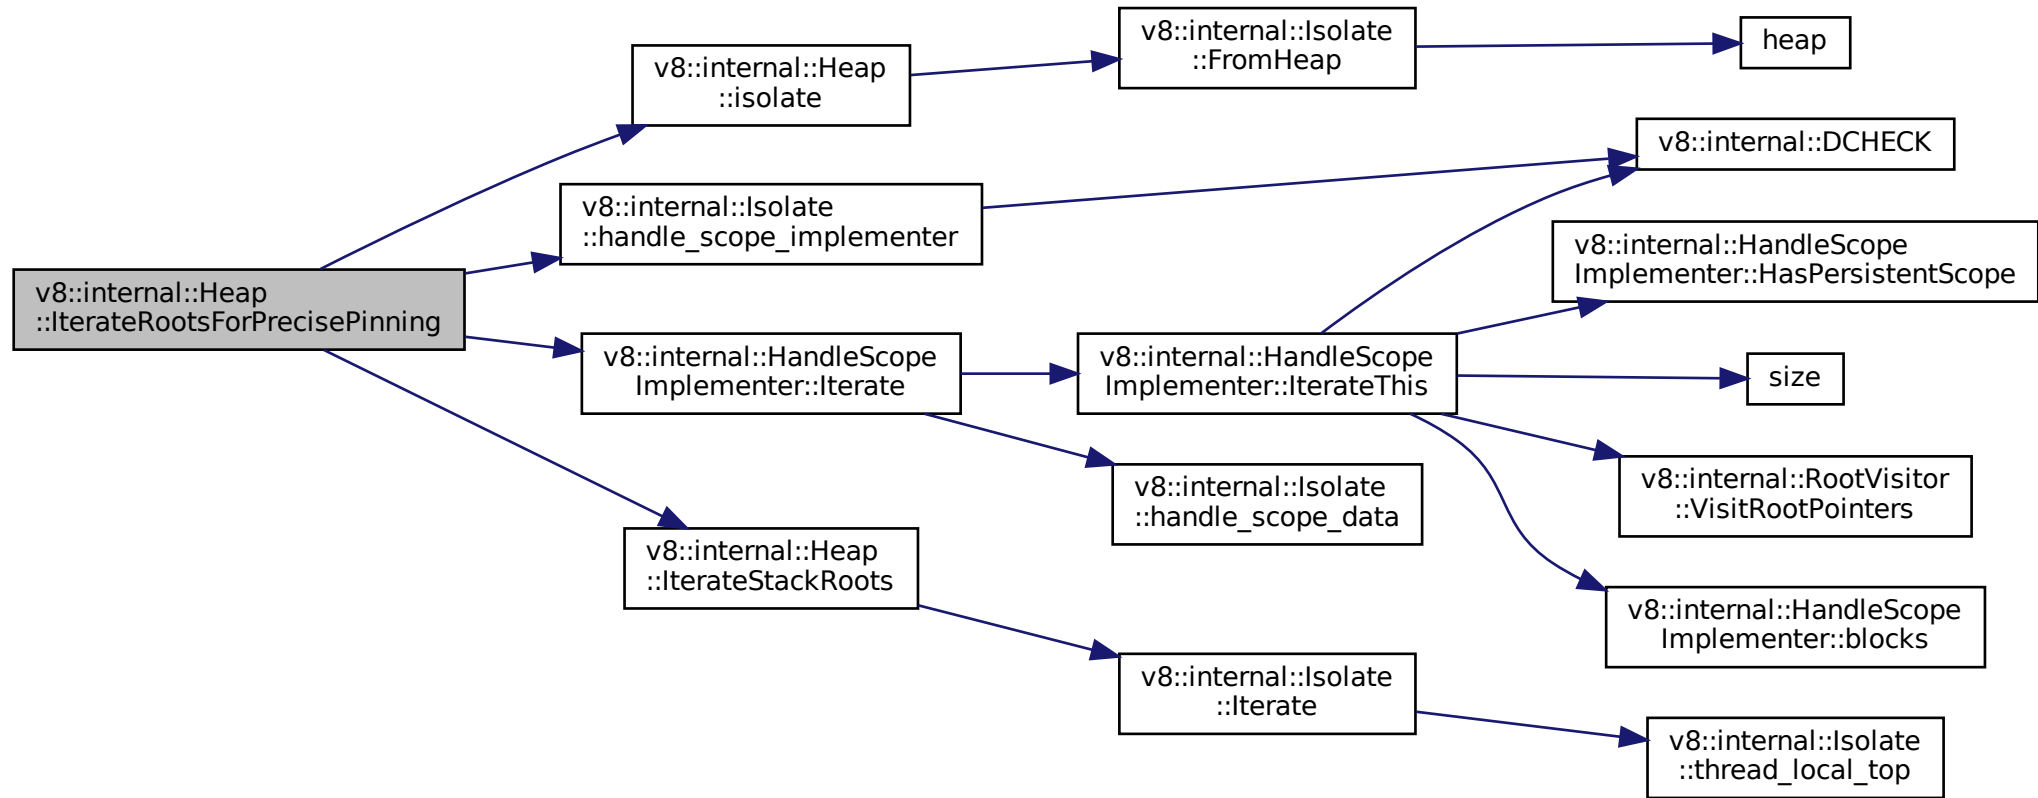 v8::internal::Heap
::IterateRootsForPrecisePinning
v8::internal::Heap
::isolate
v8::internal::Isolate
::handle_scope_implementer
v8::internal::HandleScope
Implementer::Iterate
v8::internal::Heap
::IterateStackRoots
v8::internal::Isolate
::FromHeap
v8::internal::HandleScope
Implementer::IterateThis
v8::internal::Isolate
::handle_scope_data
v8::internal::Isolate
::Iterate
heap
v8::internal::DCHECK
v8::internal::HandleScope
Implementer::HasPersistentScope
size
v8::internal::RootVisitor
::VisitRootPointers
v8::internal::HandleScope
Implementer::blocks
v8::internal::Isolate
::thread_local_top